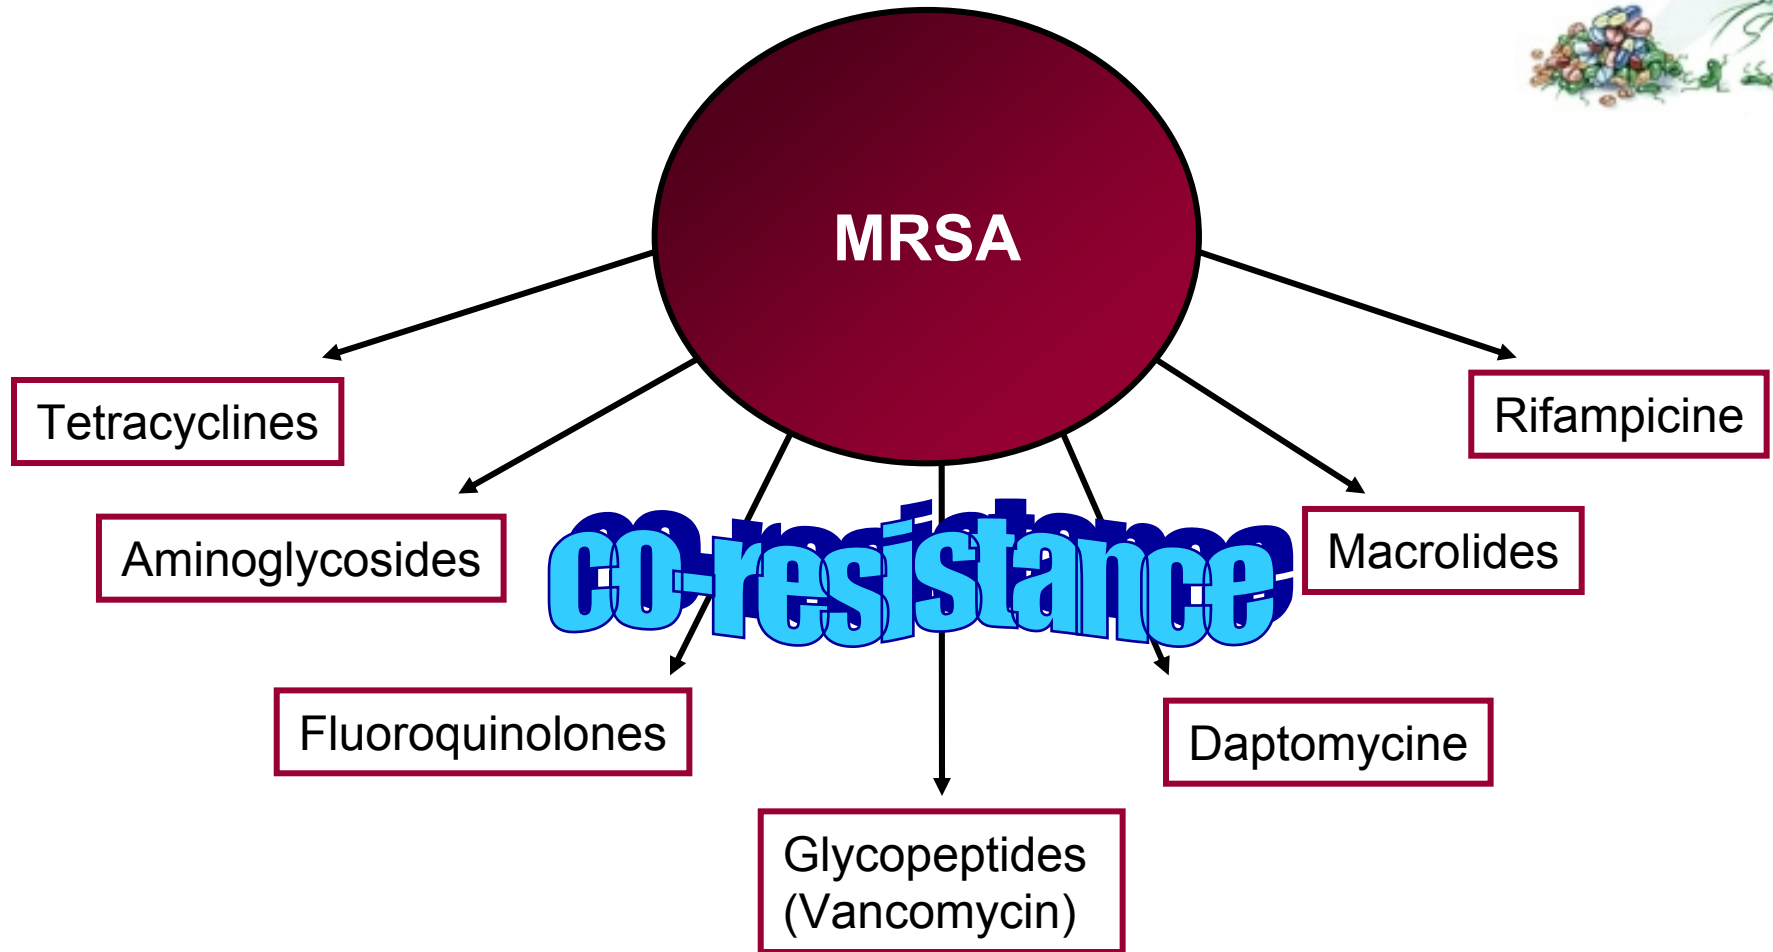 MRSA
Tetracyclines
Rifampicine
Aminoglycosides
co-resistance
Macrolides
Fluoroquinolones
Daptomycine
Glycopeptides
(Vancomycin)